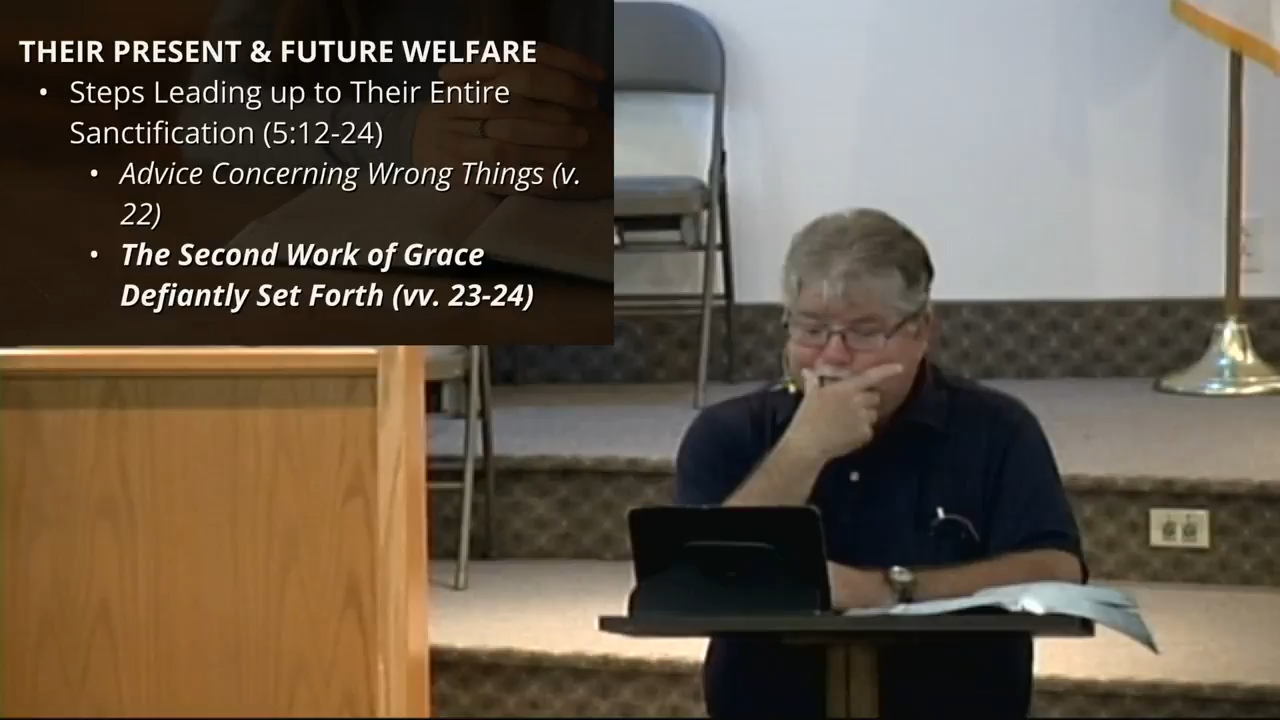 THEIR PRESENT & FUTURE WELFARE
• Steps Leading up to Their Entire
Sanctification (5:12-24)
• Advice Concerning Wrong Things (v.
22)
• The Second Work of Grace
Defiantly Set Forth (vv. 23-24)